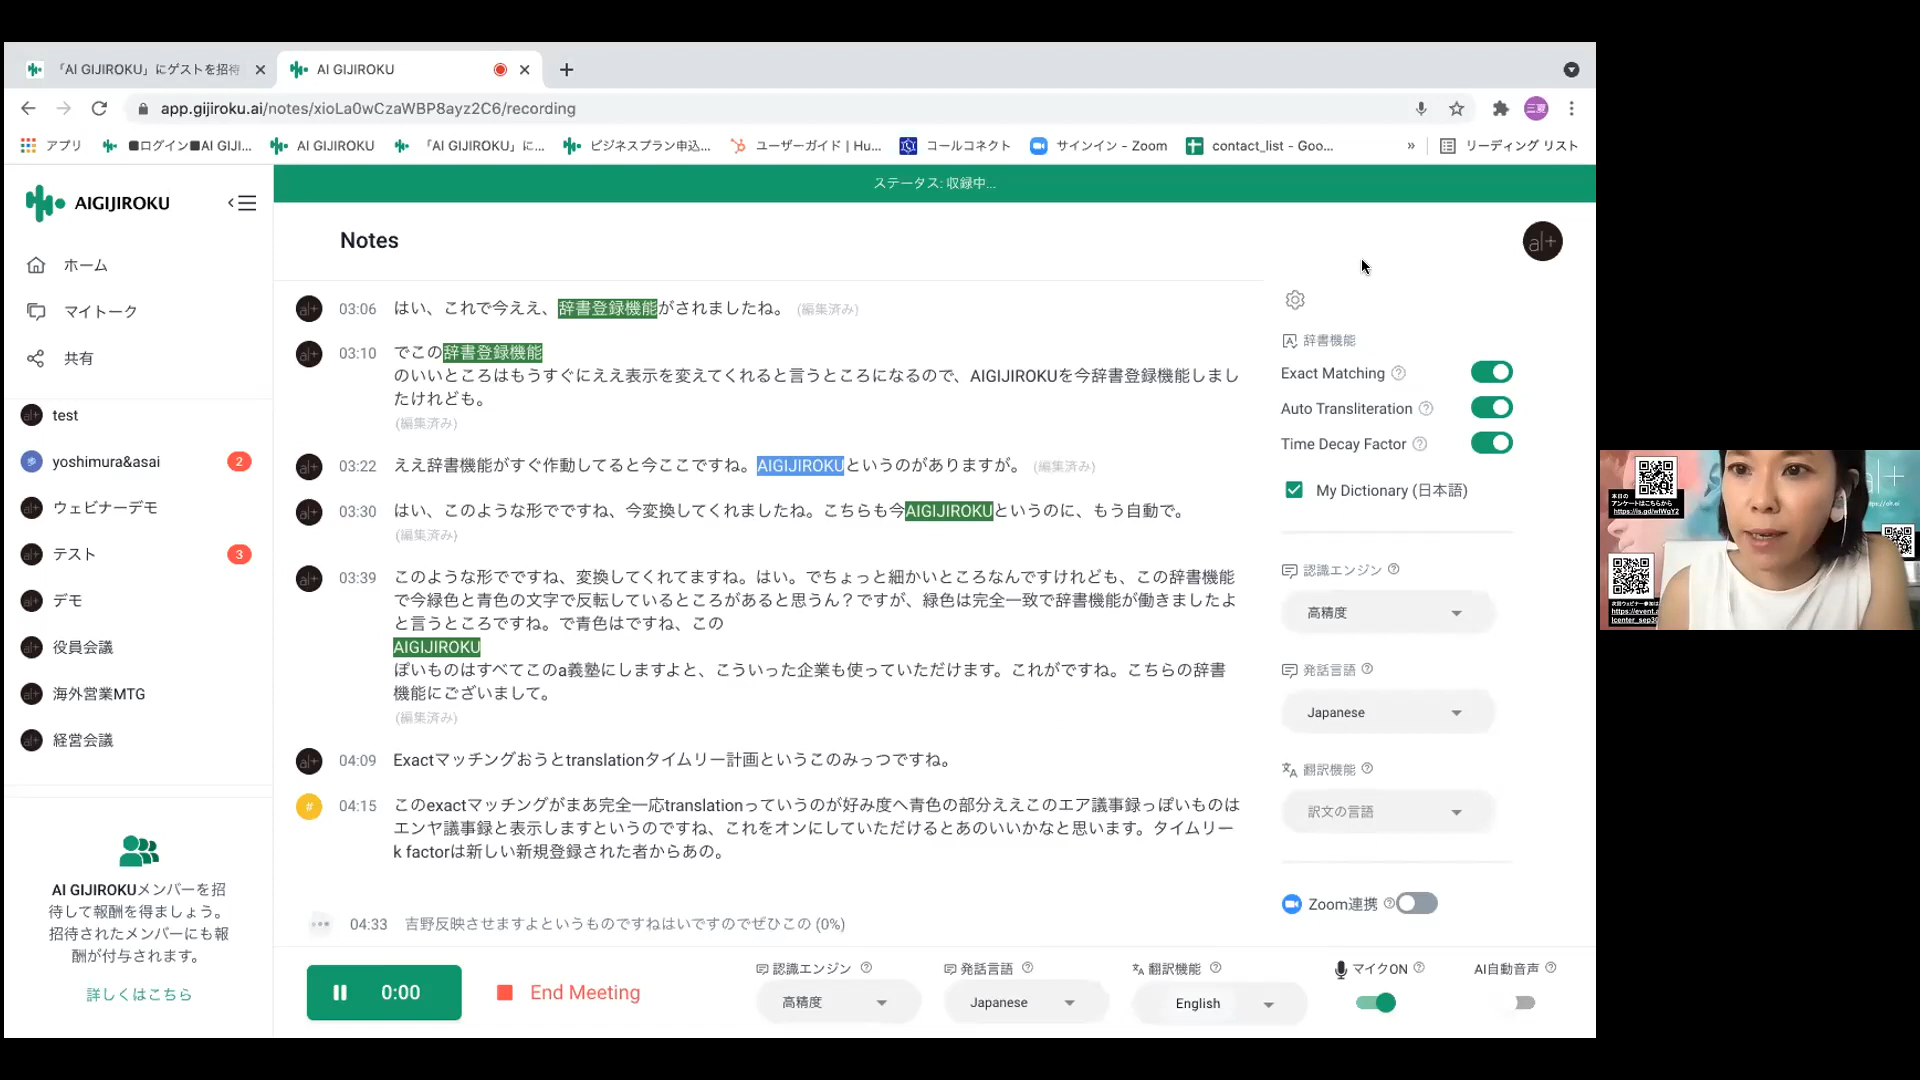 「AI GIJIROKU」にゲストを招待
AI GIJIROKU
app.gijiroku.ai/notes/xioLa0wCzaWBP8ayz2C6/recording
三夏
アプリ
■ログイン■AI GIJI...
AI GIJIROKU
「AI GIJIROKU」に...
ビジネスプラン申込...
ユーザーガイド | Hu...
コールコネクト
サインイン - Zoom
contact_list - Goo...
»
リーディング リスト
AIGIJIROKU
ステータス: 収録中...
Notes
al+
ホーム
マイトーク
共有
test
yoshimura&asai 2
ウェビナーデモ
テスト 3
デモ
役員会議
海外営業MTG
経営会議
AI GIJIROKUメンバーを招
待して報酬を得ましょう。
招待されたメンバーにも報
酬が付与されます。
詳しくはこちら
03:06 はい、これで今ええ、辞書登録機能がされましたね。 (編集済み)
03:10 でこの辞書登録機能
のいいところはもうすぐにええ表示を変えてくれると言うところになるので、AIGIJIROKUを今辞書登録機能しまし
たけれども。
(編集済み)
03:22 ええ辞書機能がすぐ作動してると今ここですね。AIGIJIROKUというのがありますが。 (編集済み)
03:30 はい、このような形でですね、今変換してくれましたね。こちらも今AIGIJIROKUというのに、もう自動で。
(編集済み)
03:39 このような形でですね、変換してくれてますね。はい。でちょっと細かいところなんですけれども、この辞書機能
で今緑色と青色の文字で反転しているところがあると思うん？ですが、緑色は完全一致で辞書機能が働きましたよ
と言うところですね。で青色はですね、この
AIGIJIROKU
ぽいものはすべてこのa義塾にしますよと、こういった企業も使っていただけます。これがですね。こちらの辞書
機能にございまして。
(編集済み)
04:09 Exactマッチングおうとtranslationタイムリー計画というこのみっつですね。
# 04:15 このexactマッチングがまあ完全一応translationっていうのが好み度へ青色の部分ええこのエア議事録っぽいものは
エンヤ議事録と表示しますというのですね、これをオンにしていただけるとあのいいかなと思います。タイムリー
k factorは新しい新規登録された者からあの。
04:33 吉野反映させますよというものですねはいですのでぜひこの (0%)
辞書機能
Exact Matching
Auto Transliteration
Time Decay Factor
My Dictionary (日本語)
認識エンジン
高精度
発話言語
Japanese
翻訳機能
訳文の言語
Zoom連携
0:00
End Meeting
認識エンジン
高精度
発話言語
Japanese
翻訳機能
English
マイクON
AI自動音声
本日の
アンケートはこちらから